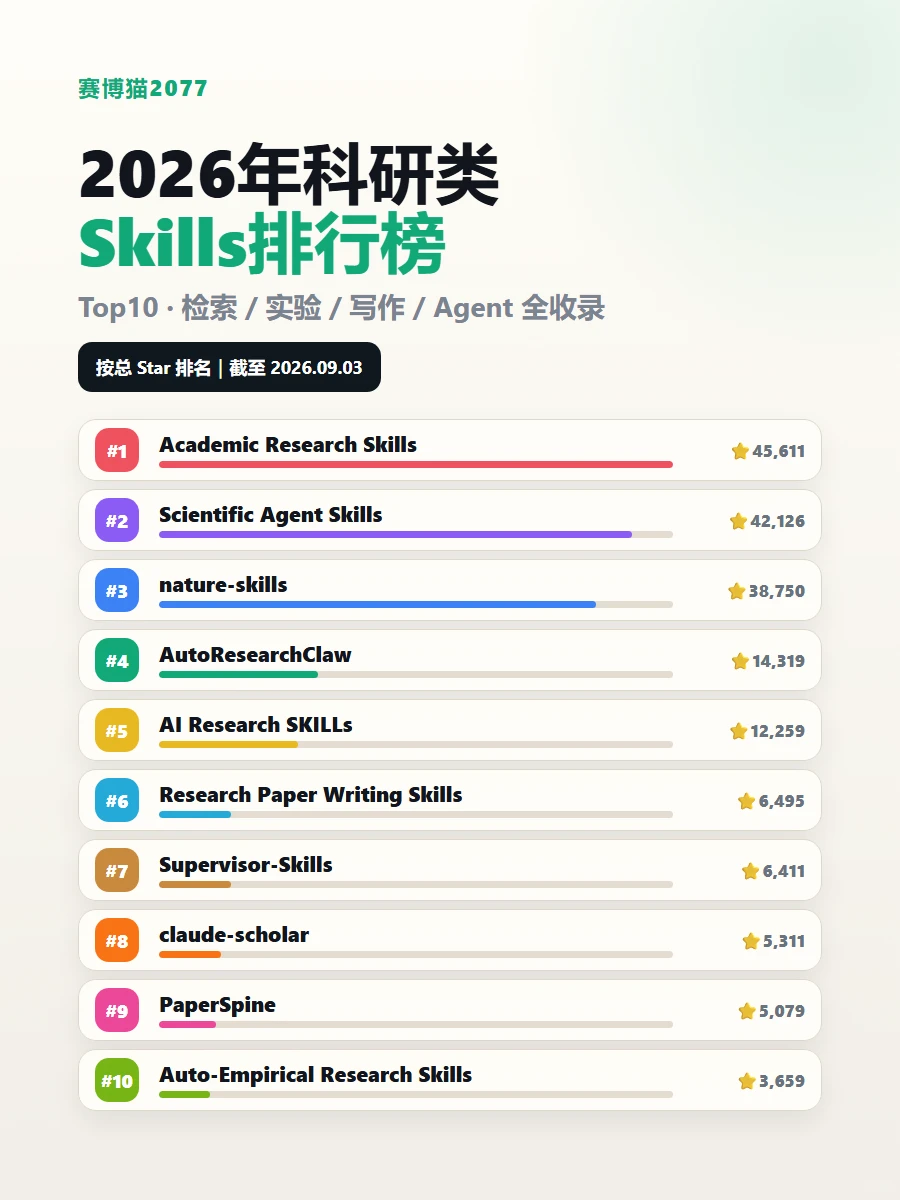 赛博猫2077
2026年科研类
Skills排行榜
Top10 · 检索 / 实验 / 写作 / Agent 全收录
按总 Star 排名 | 截至 2026.09.03
#1 Academic Research Skills ⭐ 45,611
#2 Scientific Agent Skills ⭐ 42,126
#3 nature-skills ⭐ 38,750
#4 AutoResearchClaw ⭐ 14,319
#5 AI Research SKILLs ⭐ 12,259
#6 Research Paper Writing Skills ⭐ 6,495
#7 Supervisor-Skills ⭐ 6,411
#8 claude-scholar ⭐ 5,311
#9 PaperSpine ⭐ 5,079
#10 Auto-Empirical Research Skills ⭐ 3,659